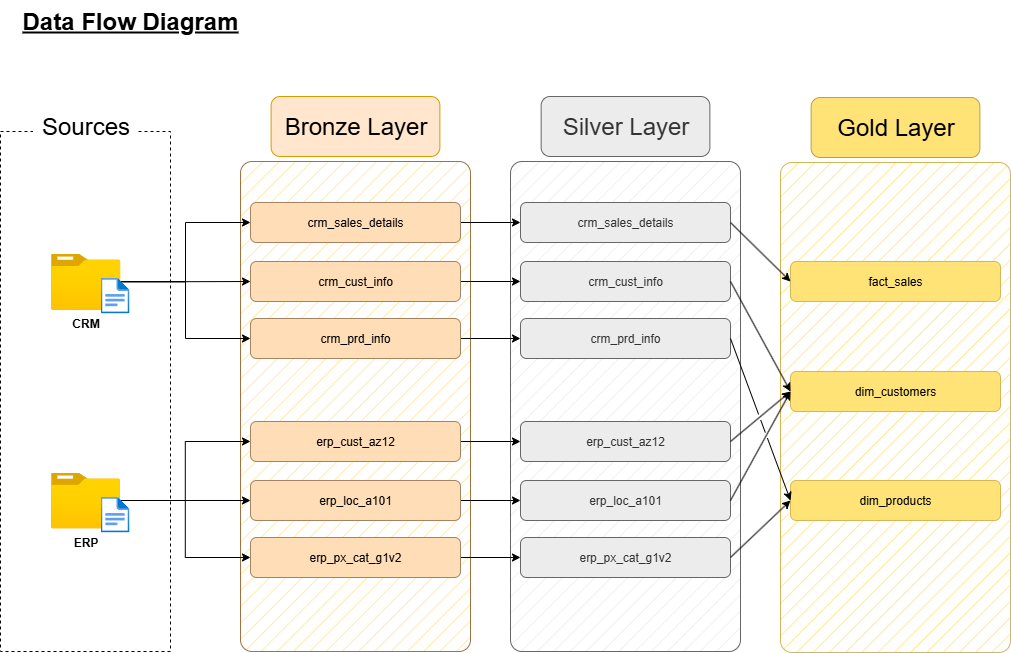 Data Flow Diagram
Sources
Bronze Layer
Silver Layer
Gold Layer
crm_sales_details
crm_sales_details
crm_cust_info
crm_cust_info
fact_sales
CRM
crm_prd_info
crm_prd_info
dim_customers
erp_cust_az12
erp_cust_az12
erp_loc_a101
erp_loc_a101
dim_products
ERP
erp_px_cat_g1v2
erp_px_cat_g1v2